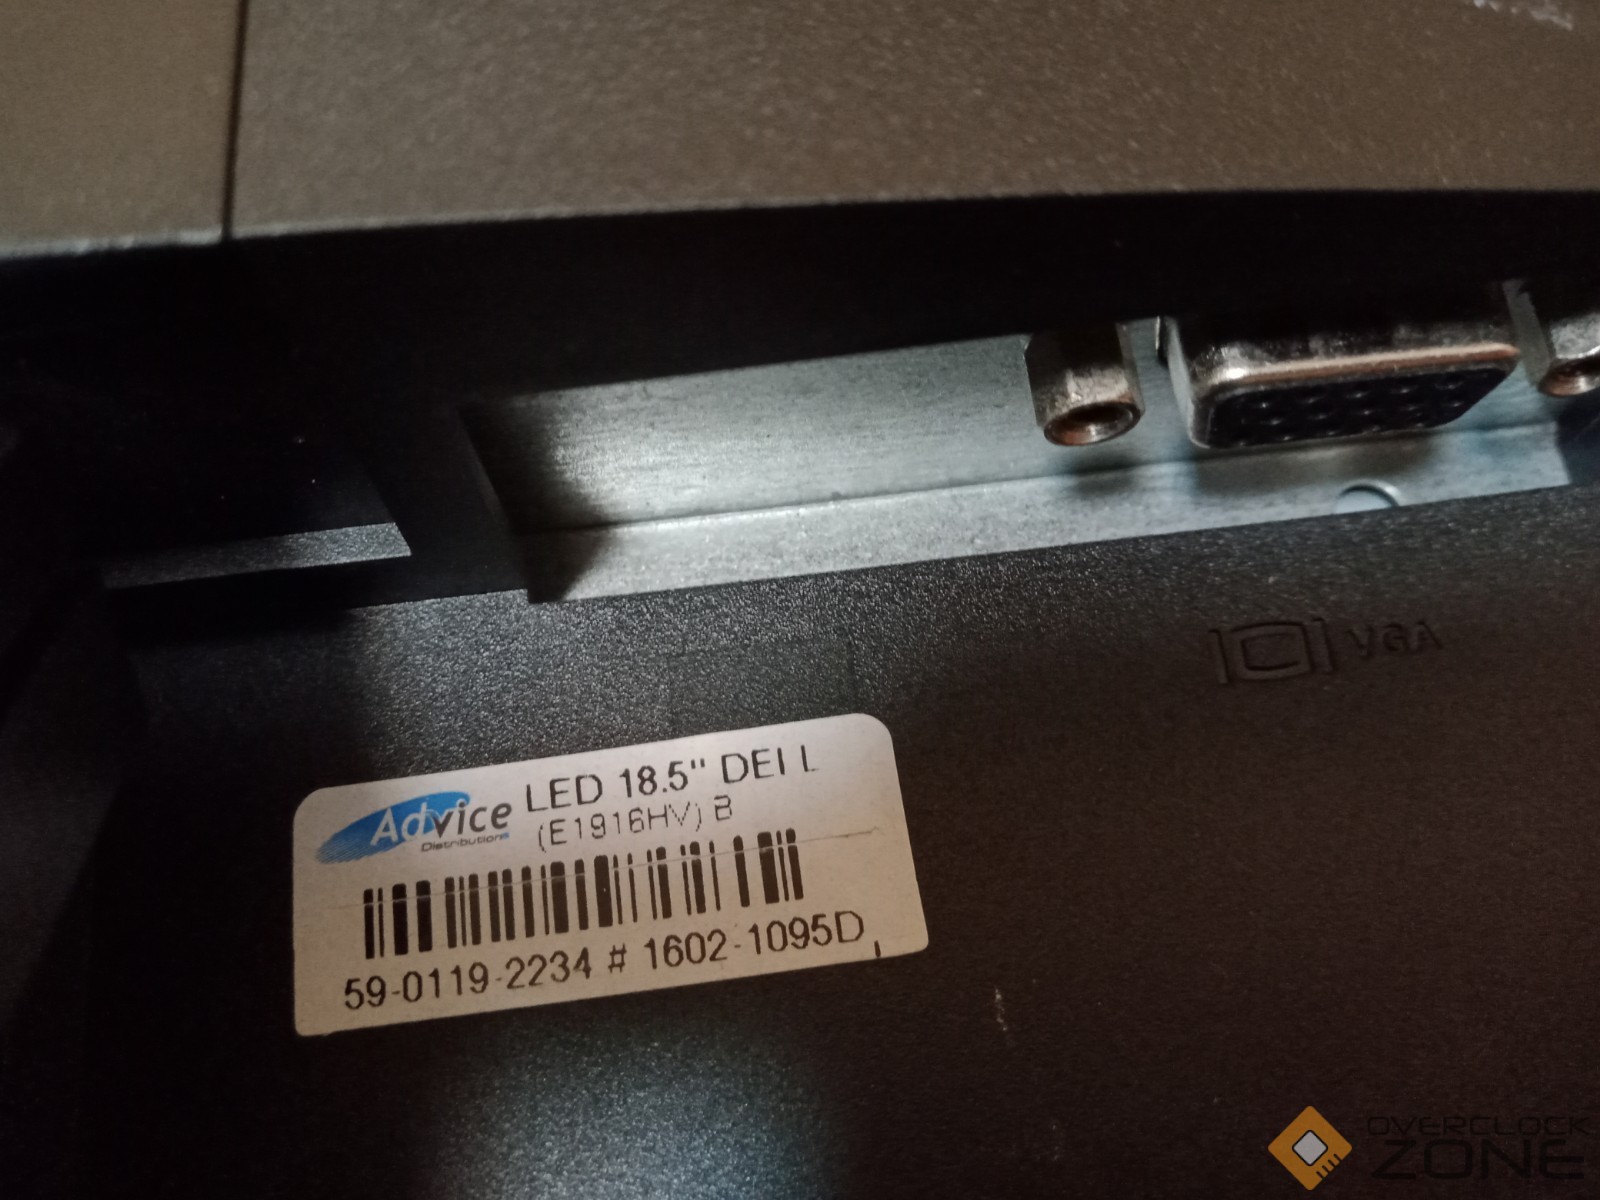 VGA
Advice
Distributions
LED 18.5" DELL
(E1916HV) B
59-0119-2234 # 1602-1095D
OVERCLOCK
ZONE